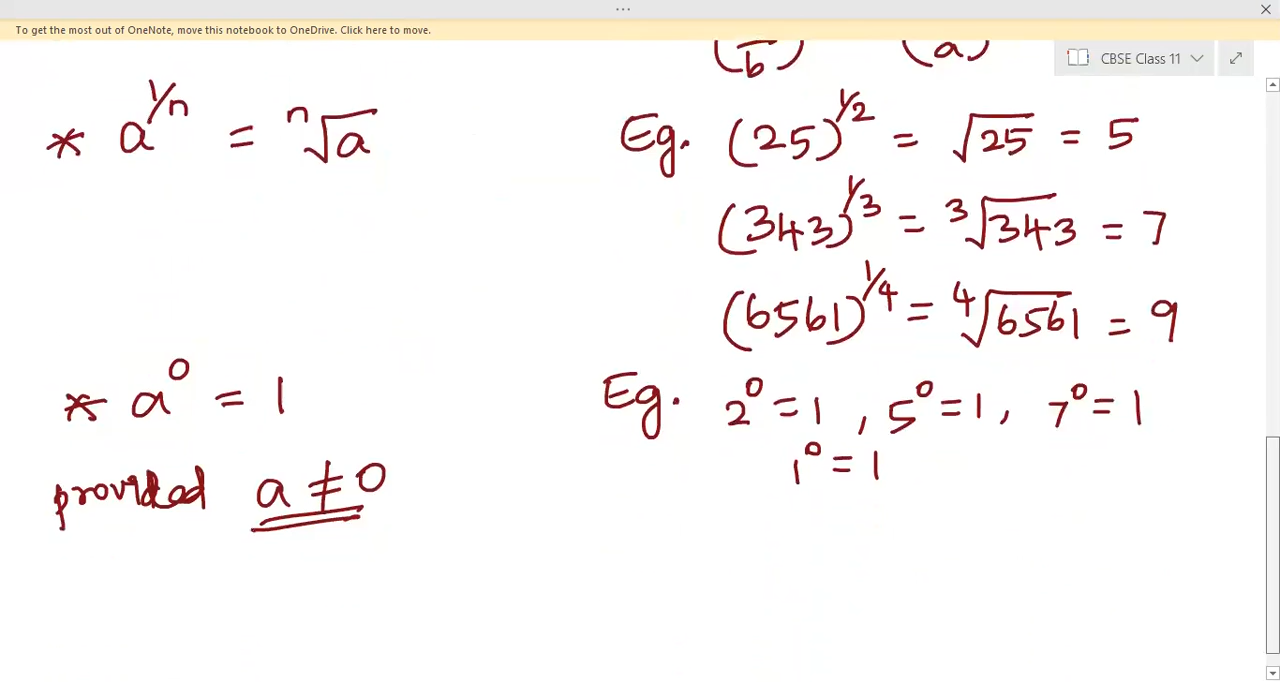 ...
To get the most out of OneNote, move this notebook to OneDrive. Click here to move.
CBSE Class 11
(/b) (a)
* a^{1/n} = ⁿ√a
Eg. (25)^{1/2} = √25 = 5
(343)^{1/3} = ³√343 = 7
(6561)^{1/4} = ⁴√6561 = 9
* a⁰ = 1
Eg. 2⁰ = 1 , 5⁰ = 1 , 7⁰ = 1
1⁰ = 1
provided a ≠ 0